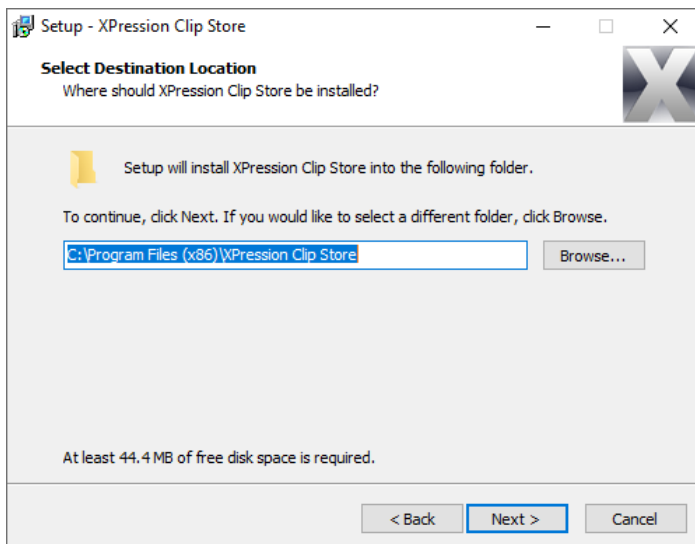 Setup - XPression Clip Store
Select Destination Location
Where should XPression Clip Store be installed?
X
Setup will install XPression Clip Store into the following folder.
To continue, click Next. If you would like to select a different folder, click Browse.
C:\Program Files (x86)\XPression Clip Store
Browse...
At least 44.4 MB of free disk space is required.
< Back
Next >
Cancel